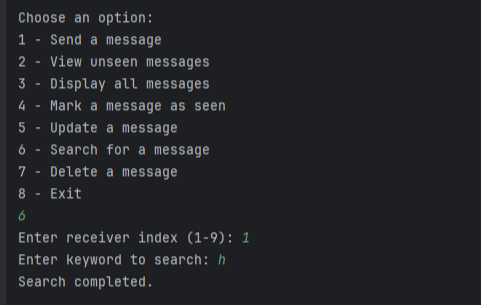 Choose an option:
1 - Send a message
2 - View unseen messages
3 - Display all messages
4 - Mark a message as seen
5 - Update a message
6 - Search for a message
7 - Delete a message
8 - Exit
6
Enter receiver index (1-9): 1
Enter keyword to search: h
Search completed.